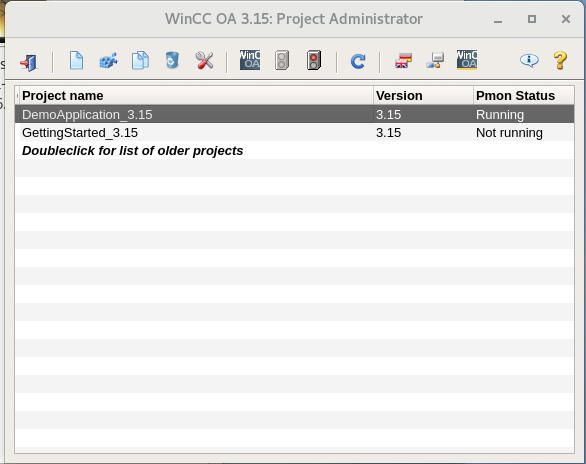 WinCC OA 3.15: Project Administrator
WinC
OA
WinCC
OA
Project name Version Pmon Status
DemoApplication_3.15 3.15 Running
GettingStarted_3.15 3.15 Not running
Doubleclick for list of older projects